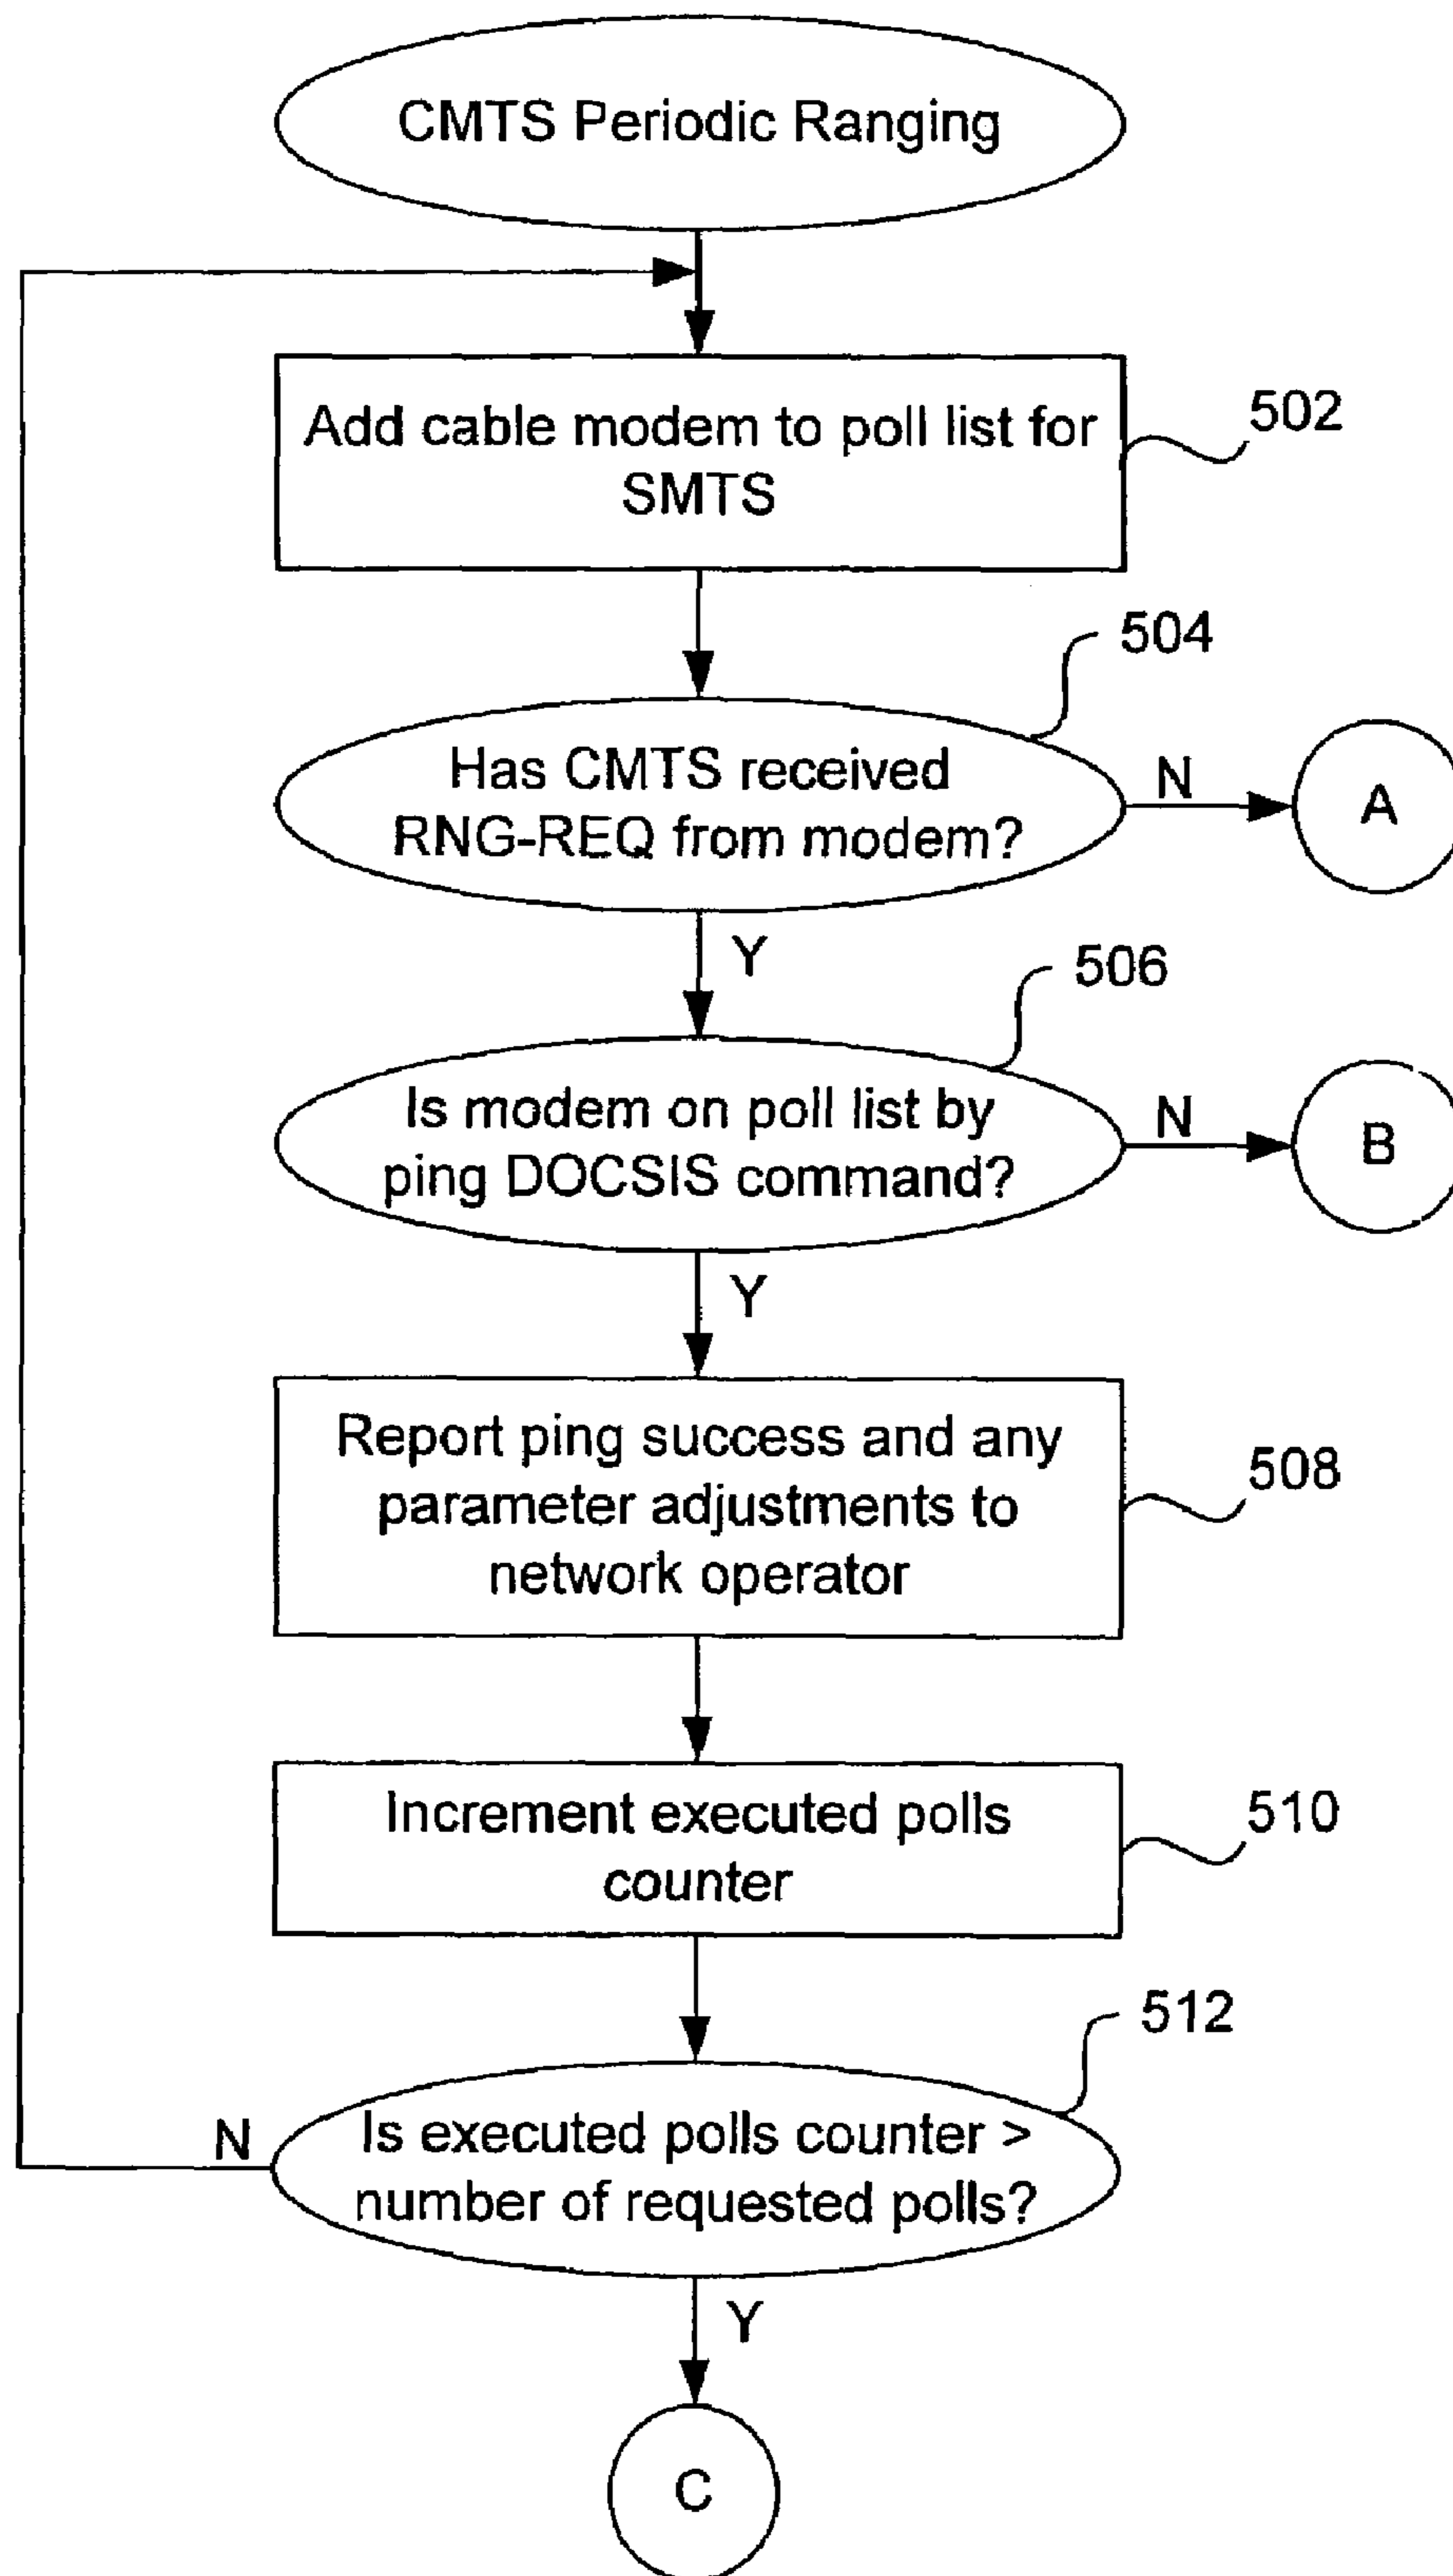 CMTS Periodic Ranging
Add cable modem to poll list for
SMTS
502
504
Has CMTS received
RNG-REQ from modem?
N
A
Y
506
Is modem on poll list by
ping DOCSIS command?
N
B
Y
Report ping success and any
parameter adjustments to
network operator
508
Increment executed polls
counter
510
512
N
Is executed polls counter >
number of requested polls?
Y
C